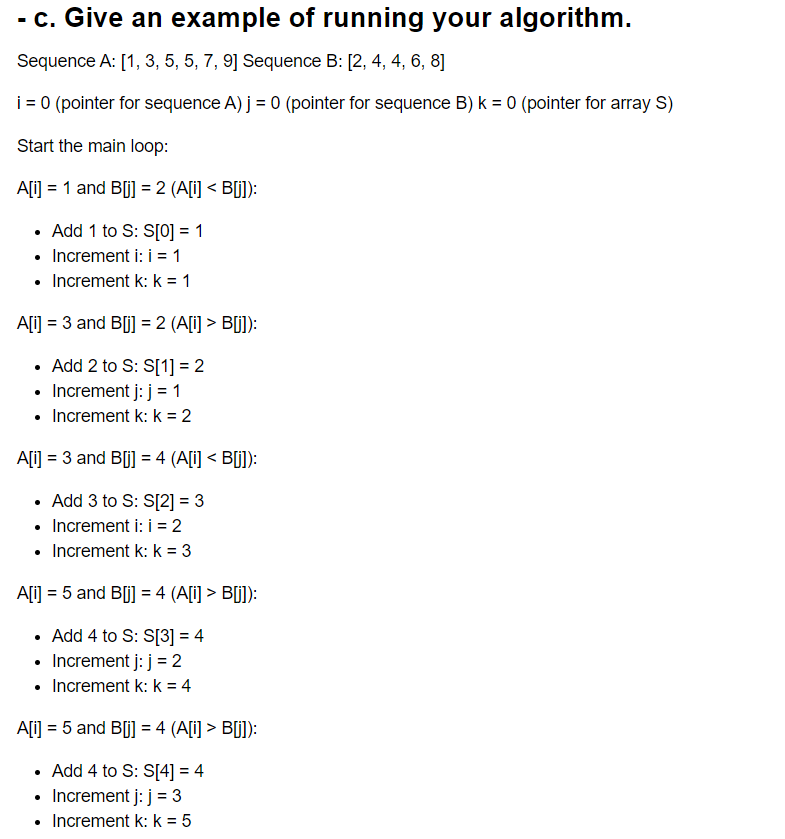 - c. Give an example of running your algorithm.
Sequence A: [1, 3, 5, 5, 7, 9] Sequence B: [2, 4, 4, 6, 8]
i = 0 (pointer for sequence A) j = 0 (pointer for sequence B) k = 0 (pointer for array S)
Start the main loop:
A[i] = 1 and B[j] = 2 (A[i] < B[j]):
• Add 1 to S: S[0] = 1
• Increment i: i = 1
• Increment k: k = 1
A[i] = 3 and B[j] = 2 (A[i] > B[j]):
• Add 2 to S: S[1] = 2
• Increment j: j = 1
• Increment k: k = 2
A[i] = 3 and B[j] = 4 (A[i] < B[j]):
• Add 3 to S: S[2] = 3
• Increment i: i = 2
• Increment k: k = 3
A[i] = 5 and B[j] = 4 (A[i] > B[j]):
• Add 4 to S: S[3] = 4
• Increment j: j = 2
• Increment k: k = 4
A[i] = 5 and B[j] = 4 (A[i] > B[j]):
• Add 4 to S: S[4] = 4
• Increment j: j = 3
• Increment k: k = 5